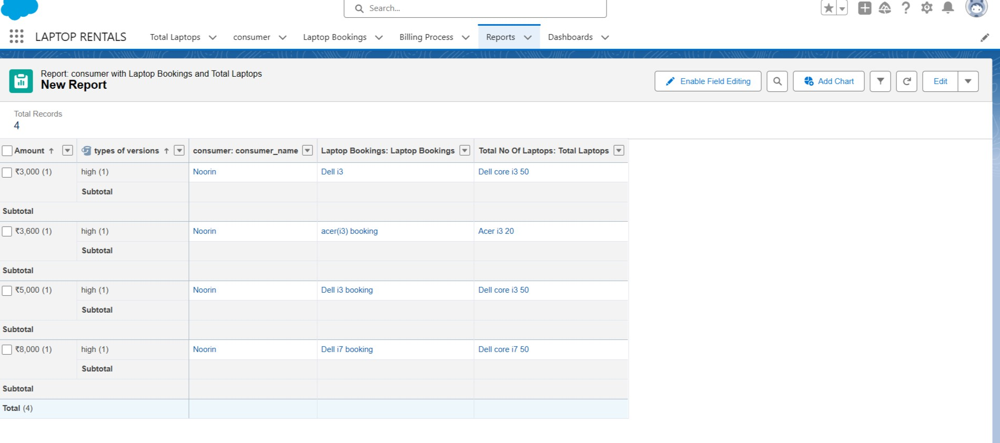 Search...
LAPTOP RENTALS Total Laptops consumer Laptop Bookings Billing Process Reports Dashboards
Report: consumer with Laptop Bookings and Total Laptops
New Report
Enable Field Editing Add Chart Edit
Total Records
4
Amount ↑ types of versions ↑ consumer: consumer_name Laptop Bookings: Laptop Bookings Total No Of Laptops: Total Laptops
₹3,000 (1) high (1) Noorin Dell i3 Dell core i3 50
Subtotal
Subtotal
₹3,600 (1) high (1) Noorin acer(i3) booking Acer i3 20
Subtotal
Subtotal
₹5,000 (1) high (1) Noorin Dell i3 booking Dell core i3 50
Subtotal
Subtotal
₹8,000 (1) high (1) Noorin Dell i7 booking Dell core i7 50
Subtotal
Subtotal
Total (4)